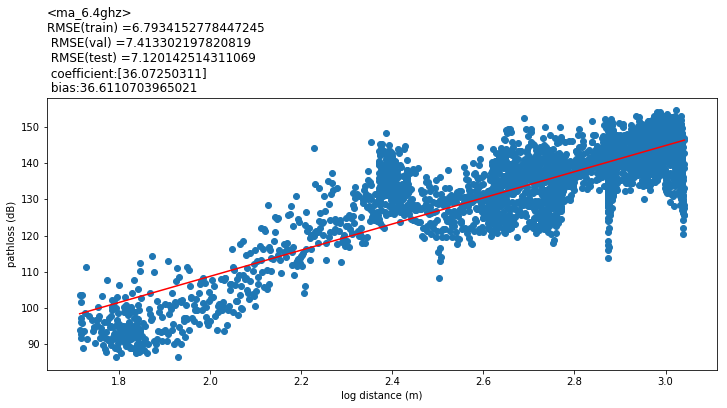 <ma_6.4ghz>
RMSE(train) =6.7934152778447245
RMSE(val) =7.413302197820819
RMSE(test) =7.120142514311069
coefficient:[36.07250311]
bias:36.6110703965021
150
140
130
120
110
100
90
pathloss (dB)
1.8 2.0 2.2 2.4 2.6 2.8 3.0
log distance (m)